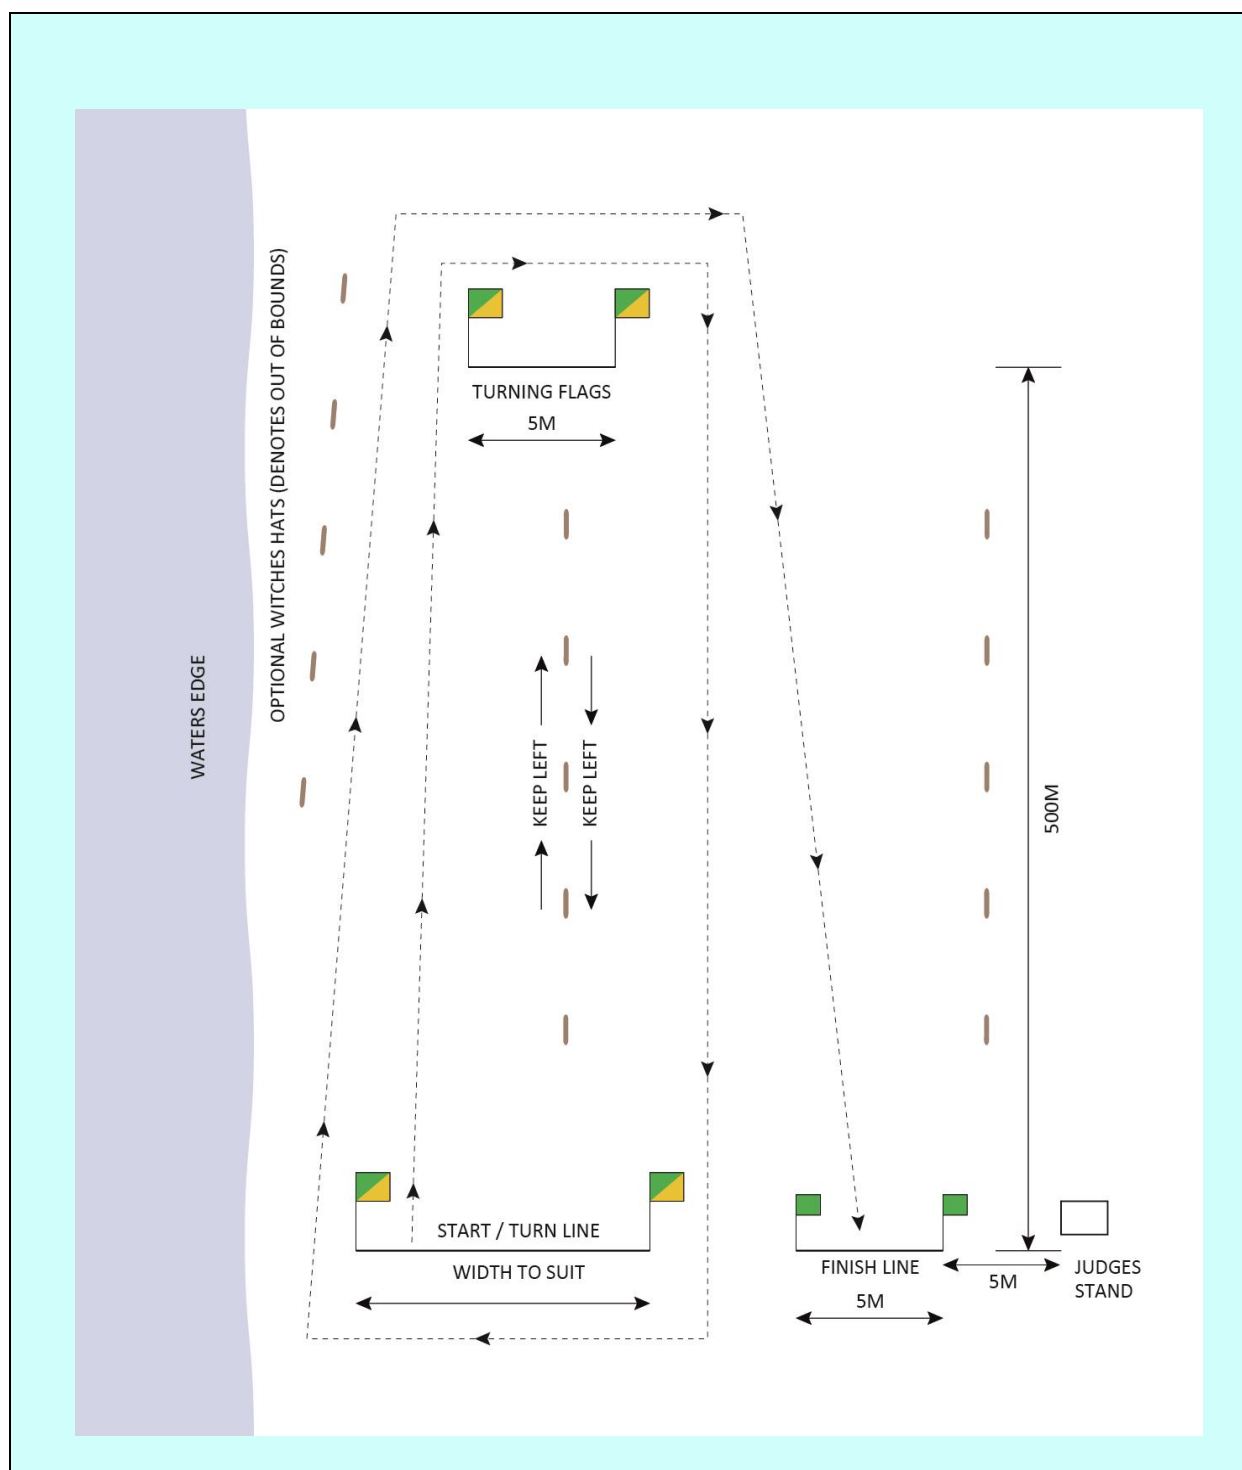 OPTIONAL WITCHES HATS (DENOTES OUT OF BOUNDS)
WATERS EDGE
TURNING FLAGS
5M
KEEP LEFT
KEEP LEFT
500M
START / TURN LINE
WIDTH TO SUIT
FINISH LINE
5M
5M
JUDGES
STAND